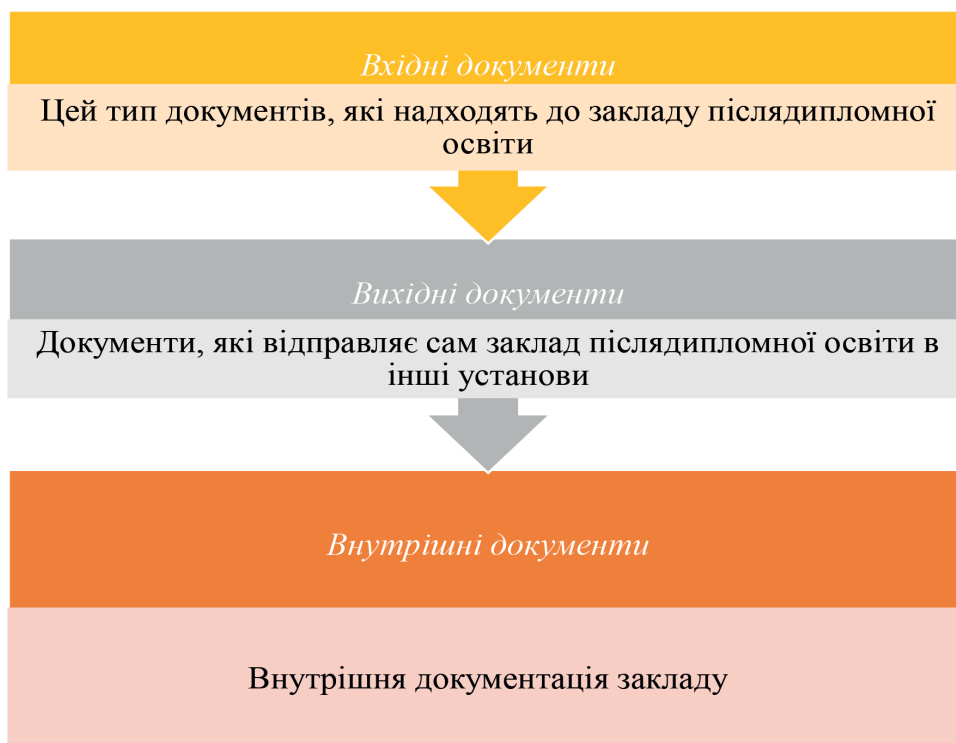 Вхідні документи
Цей тип документів, які надходять до закладу післядипломної
освіти
Вихідні документи
Документи, які відправляє сам заклад післядипломної освіти в
інші установи
Внутрішні документи
Внутрішня документація закладу